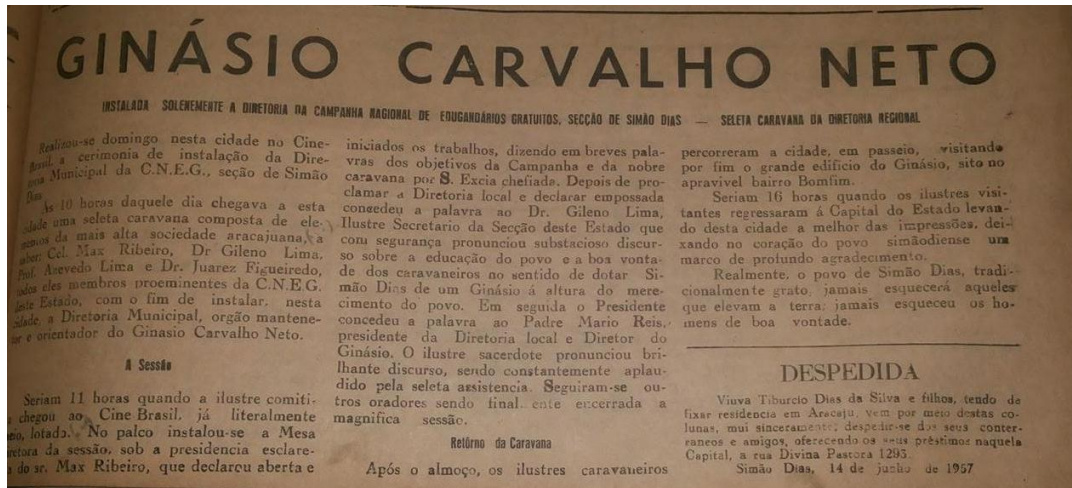 GINÁSIO CARVALHO NETO
INSTALADA SOLENEMENTE A DIRETORIA DA CAMPANHA NAGIONAL DE EDUGANDÁRIOS GRATUITOS, SECÇÃO DE SIMÃO DIAS — SELETA CARAVANA DA DIRETORIA REGIONAL
Realizou-se domingo nesta cidade no Cine-
Brasil, a cerimonia de instalação da Dire-
Municipal da C.N.E.G., seção de Simão
Dias
As 10 horas daquele dia chegava a esta
cidade uma seleta caravana composta de ele-
mentos da mais alta sociedade aracajuana, a
saber: Cel. Max Ribeiro, Dr Gileno Lima,
Prof. Azevedo Lima e Dr. Juarez Figueiredo,
todos eles membros proeminentes da C.N.E.G.
deste Estado, com o fim de instalar, nesta
cidade, a Diretoria Municipal, orgão mantene-
e orientador do Ginasio Carvalho Neto.
A Sessão
Seriam 11 horas quando a ilustre comiti-
chegou ao Cine Brasil, já literalmente
lotado. No palco instalou-se a Mesa
da sessão, sob a presidencia esclare-
do sr. Max Ribeiro, que declarçu aberta e
iniciados os trabalhos, dizendo em breves pala-
vras dos objetivos da Campanha e da nobre
caravana por S. Excia chefiada. Depois de pro-
clamar a Diretoria local e declarar empossada
concedeu a palavra ao Dr. Gileno Lima,
Ilustre Secretario da Secção deste Estado que
com segurança pronunciou substacioso discur-
so sobre a educação do povo e a boa vonta-
de dos caravaneiros no sentido de dotar Si-
mão Dias de um Ginásio á altura do mere-
cimento do povo. Em seguida o Presidente
concedeu a palavra ao Padre Mario Reis,
presidente da Diretoria local e Diretor do
Ginásio. O ilustre sacerdote pronunciou bri-
lhante discurso, sendo constantemente aplau-
dido pela seleta assistencia. Seguiram-se ou-
tros oradores sendo final ente encerrada a
magnifica sessão.
Retôrno da Caravana
Após o almoço, os ilustres caravaneiros
percorreram a cidade, em passeio, visitando
por fim o grande edificio do Ginásio, sito no
apravivel bairro Bomfim.
Seriam 16 horas quando os ilustres visi-
tantes regressaram á Capital do Estado levan-
do desta cidade a melhor das impressões, dei-
xando no coração do povo simãodiense um
marco de profundo agradecimento.
Realmente, o povo de Simão Dias, tradi-
cionalmente grato, jamais esquecerá aqueles
que elevam a terra; jamais esqueceu os ho-
mens de boa vontade.
DESPEDIDA
Viuva Tiburcio Dias da Silva e filhos, tendo de
fixar residencia em Aracaju, vem por meio destas co-
lunas, mui sinceramente, despedir-se dos seus conter-
raneos e amigos, oferecendo os seus préstimos naquela
Capital, a rua Divina Pastora 1293.
Simão Dias, 14 de junho de 1957